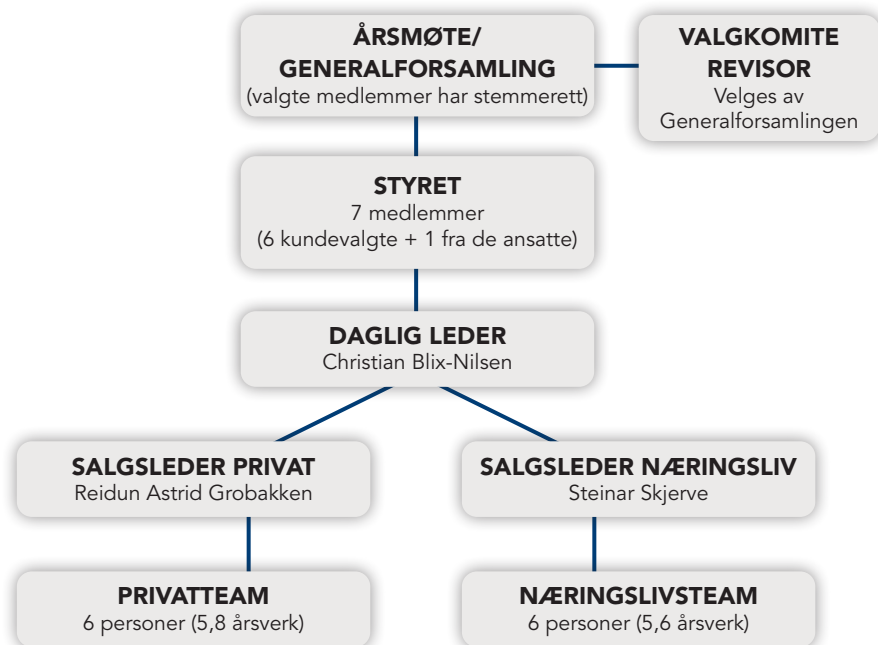 ÅRSMØTE/
GENERALFORSAMLING
(valgte medlemmer har stemmerett)
VALGKOMITE
REVISOR
Velges av
Generalforsamlingen
STYRET
7 medlemmer
(6 kundevalgte + 1 fra de ansatte)
DAGLIG LEDER
Christian Blix-Nilsen
SALGSLEDER PRIVAT
Reidun Astrid Grobakken
SALGSLEDER NÆRINGSLIV
Steinar Skjerve
PRIVATTEAM
6 personer (5,8 årsverk)
NÆRINGSLIVSTEAM
6 personer (5,6 årsverk)